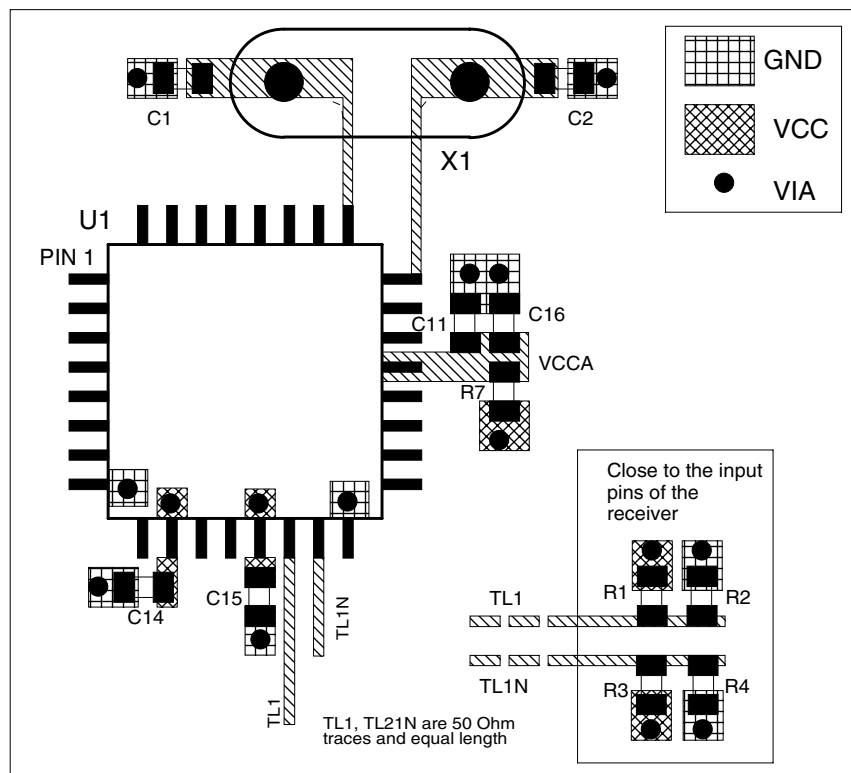 C1
C2
X1
GND
VCC
VIA
U1
PIN 1
C11
C16
VCCA
R7
C14
C15
TL1
TL1N
TL1, TL21N are 50 Ohm
traces and equal length
Close to the input
pins of the
receiver
R1
R2
TL1
TL1N
R3
R4